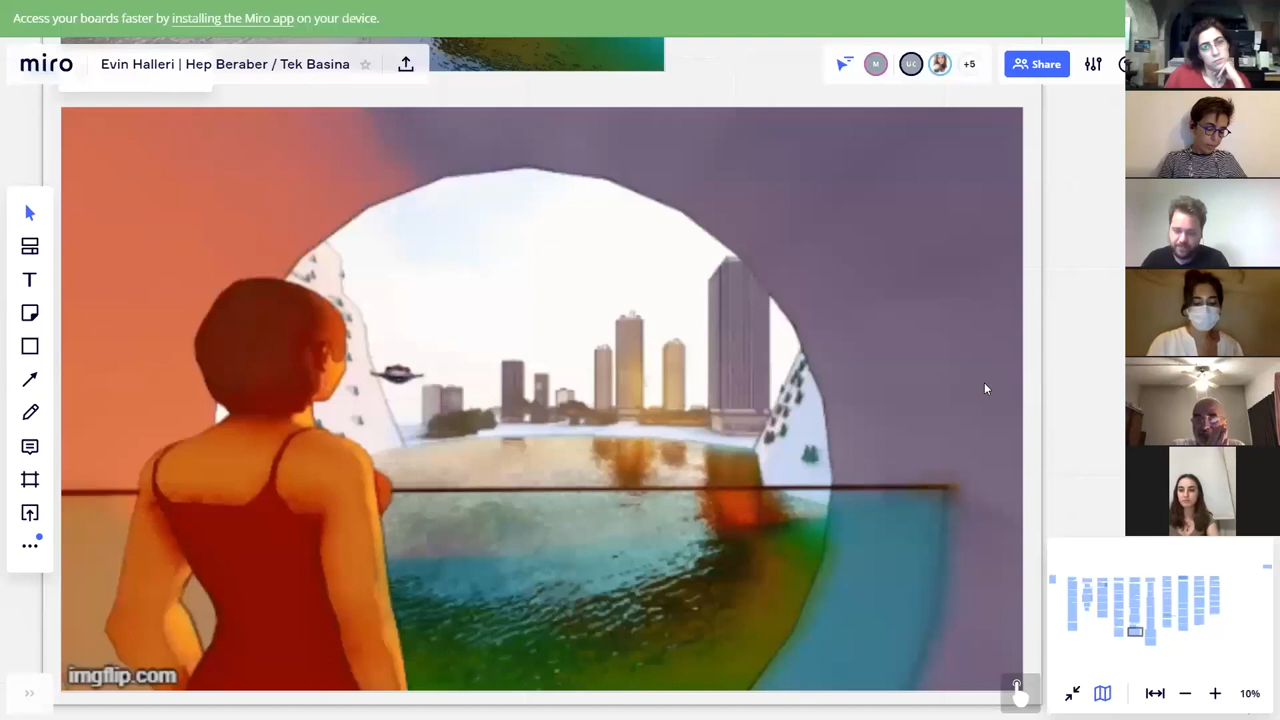 Access your boards faster by installing the Miro app on your device.
miro
Evin Halleri | Hep Beraber / Tek Basina
M
UC
+5
Share
T
imgflip.com
10%